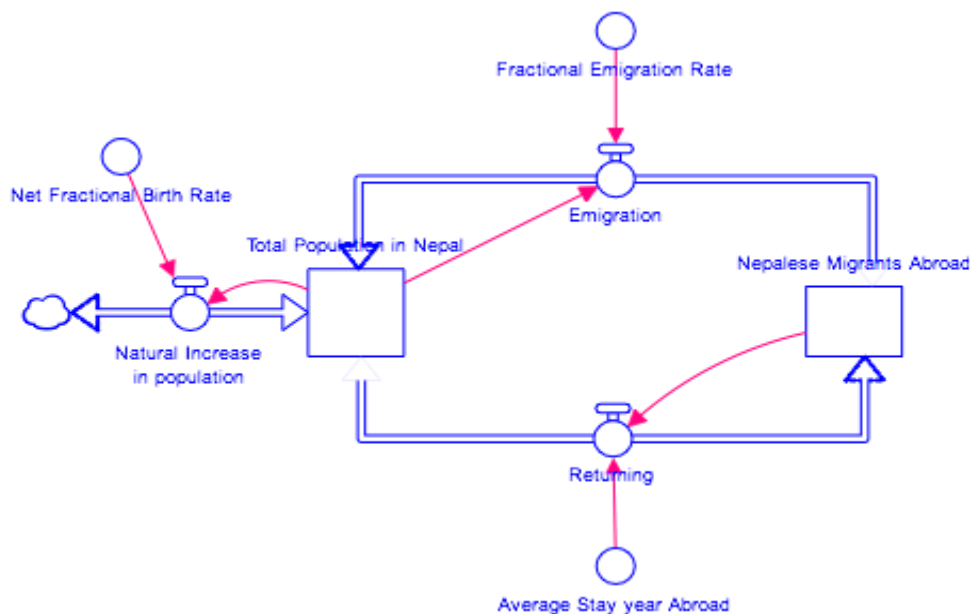 Fractional Emigration Rate
Net Fractional Birth Rate
Emigration
Total Population in Nepal
Nepalese Migrants Abroad
Natural Increase
in population
Returning
Average Stay year Abroad